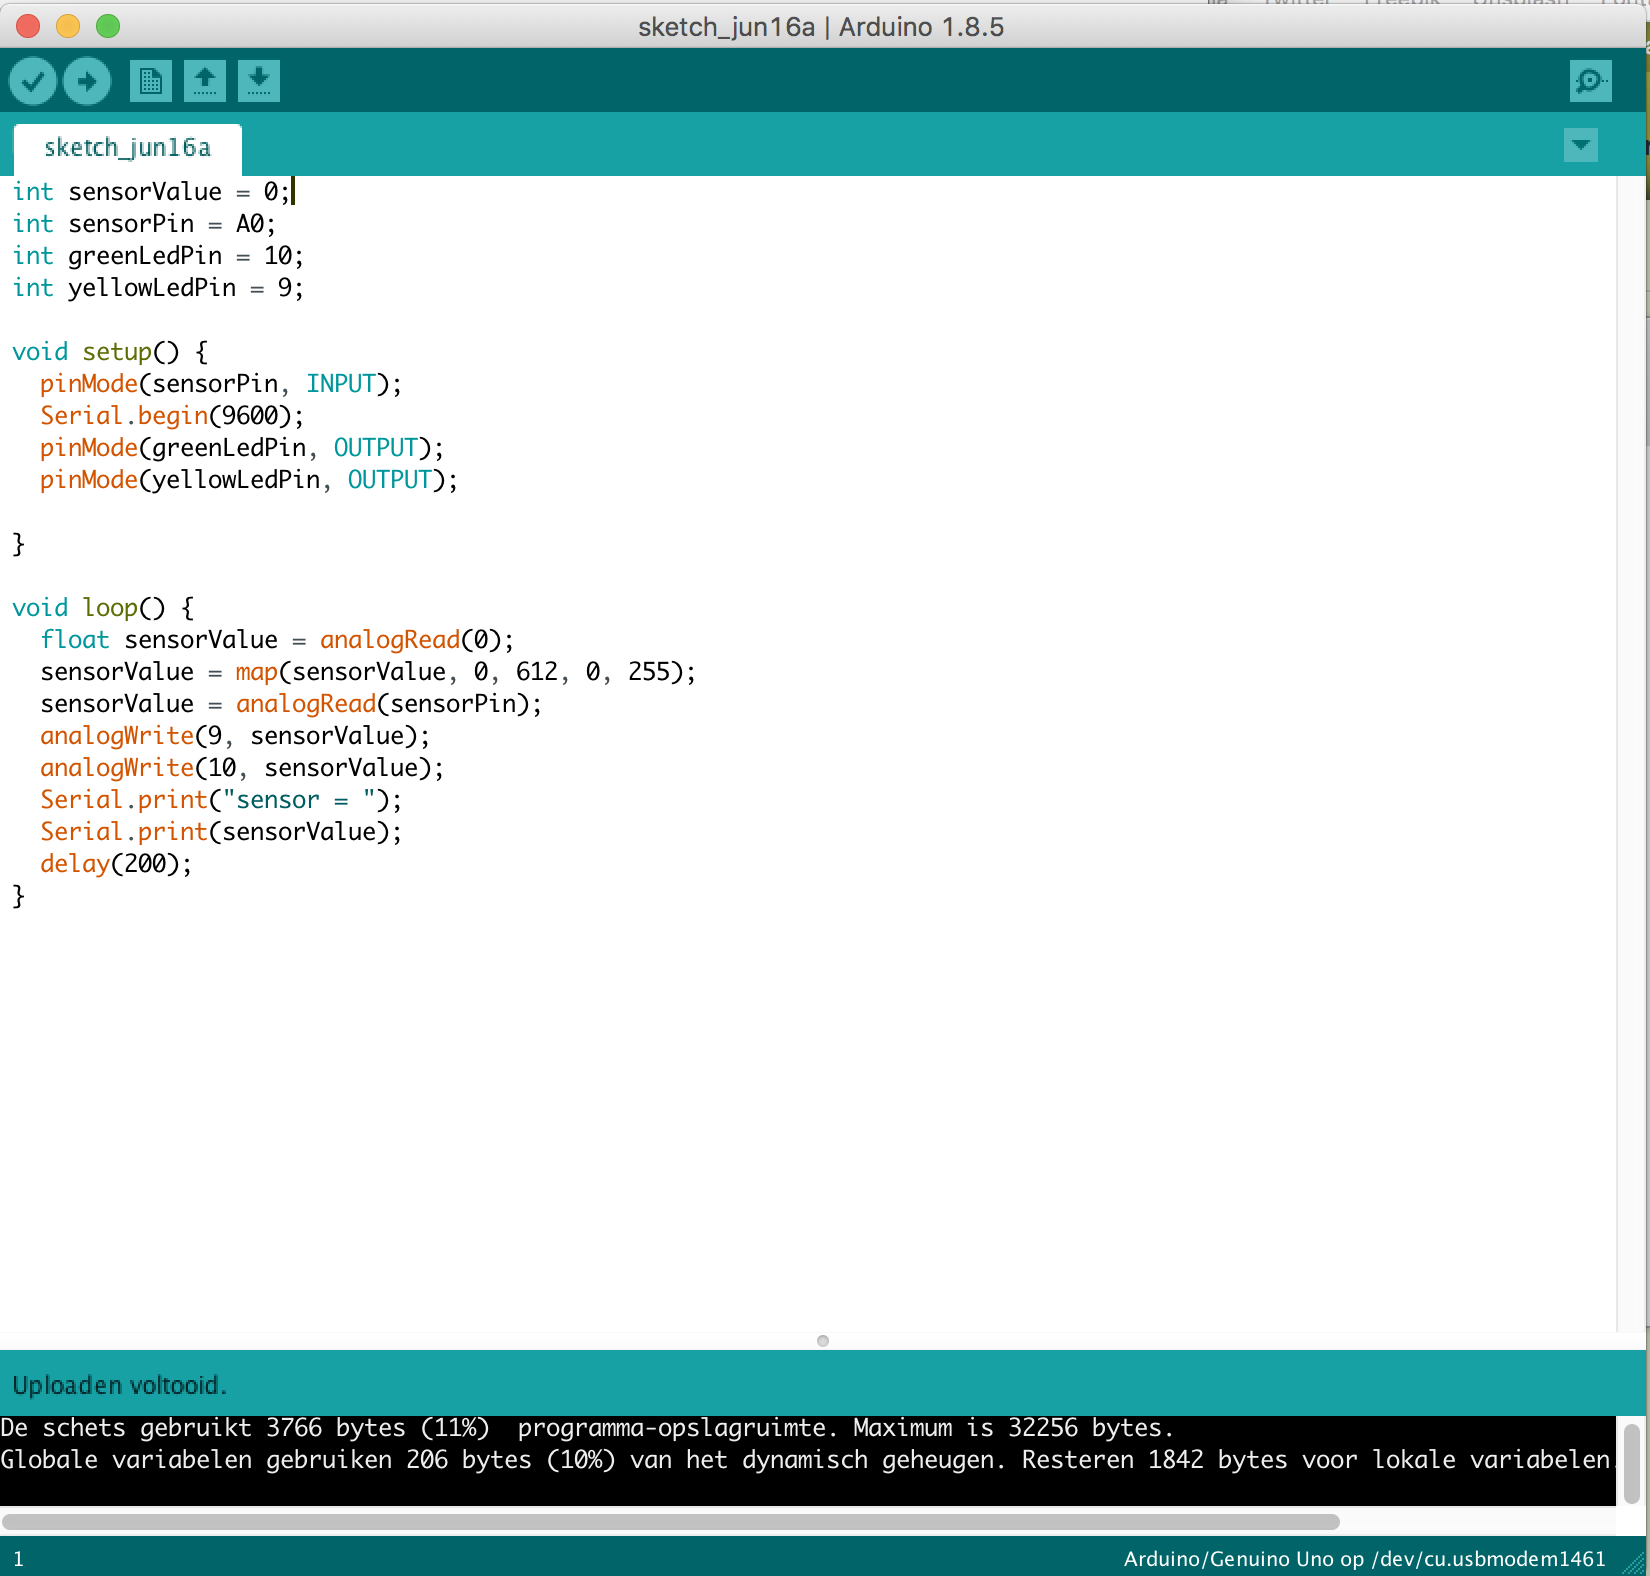 sketch_jun16a | Arduino 1.8.5
sketch_jun16a
int sensorValue = 0;
int sensorPin = A0;
int greenLedPin = 10;
int yellowLedPin = 9;
void setup() {
  pinMode(sensorPin, INPUT);
  Serial.begin(9600);
  pinMode(greenLedPin, OUTPUT);
  pinMode(yellowLedPin, OUTPUT);
}
void loop() {
  float sensorValue = analogRead(0);
  sensorValue = map(sensorValue, 0, 612, 0, 255);
  sensorValue = analogRead(sensorPin);
  analogWrite(9, sensorValue);
  analogWrite(10, sensorValue);
  Serial.print("sensor = ");
  Serial.print(sensorValue);
  delay(200);
}
Uploaden voltooid.
De schets gebruikt 3766 bytes (11%)  programma-opslagruimte. Maximum is 32256 bytes.
Globale variabelen gebruiken 206 bytes (10%) van het dynamisch geheugen. Resteren 1842 bytes voor lokale variabelen.
1
Arduino/Genuino Uno op /dev/cu.usbmodem1461